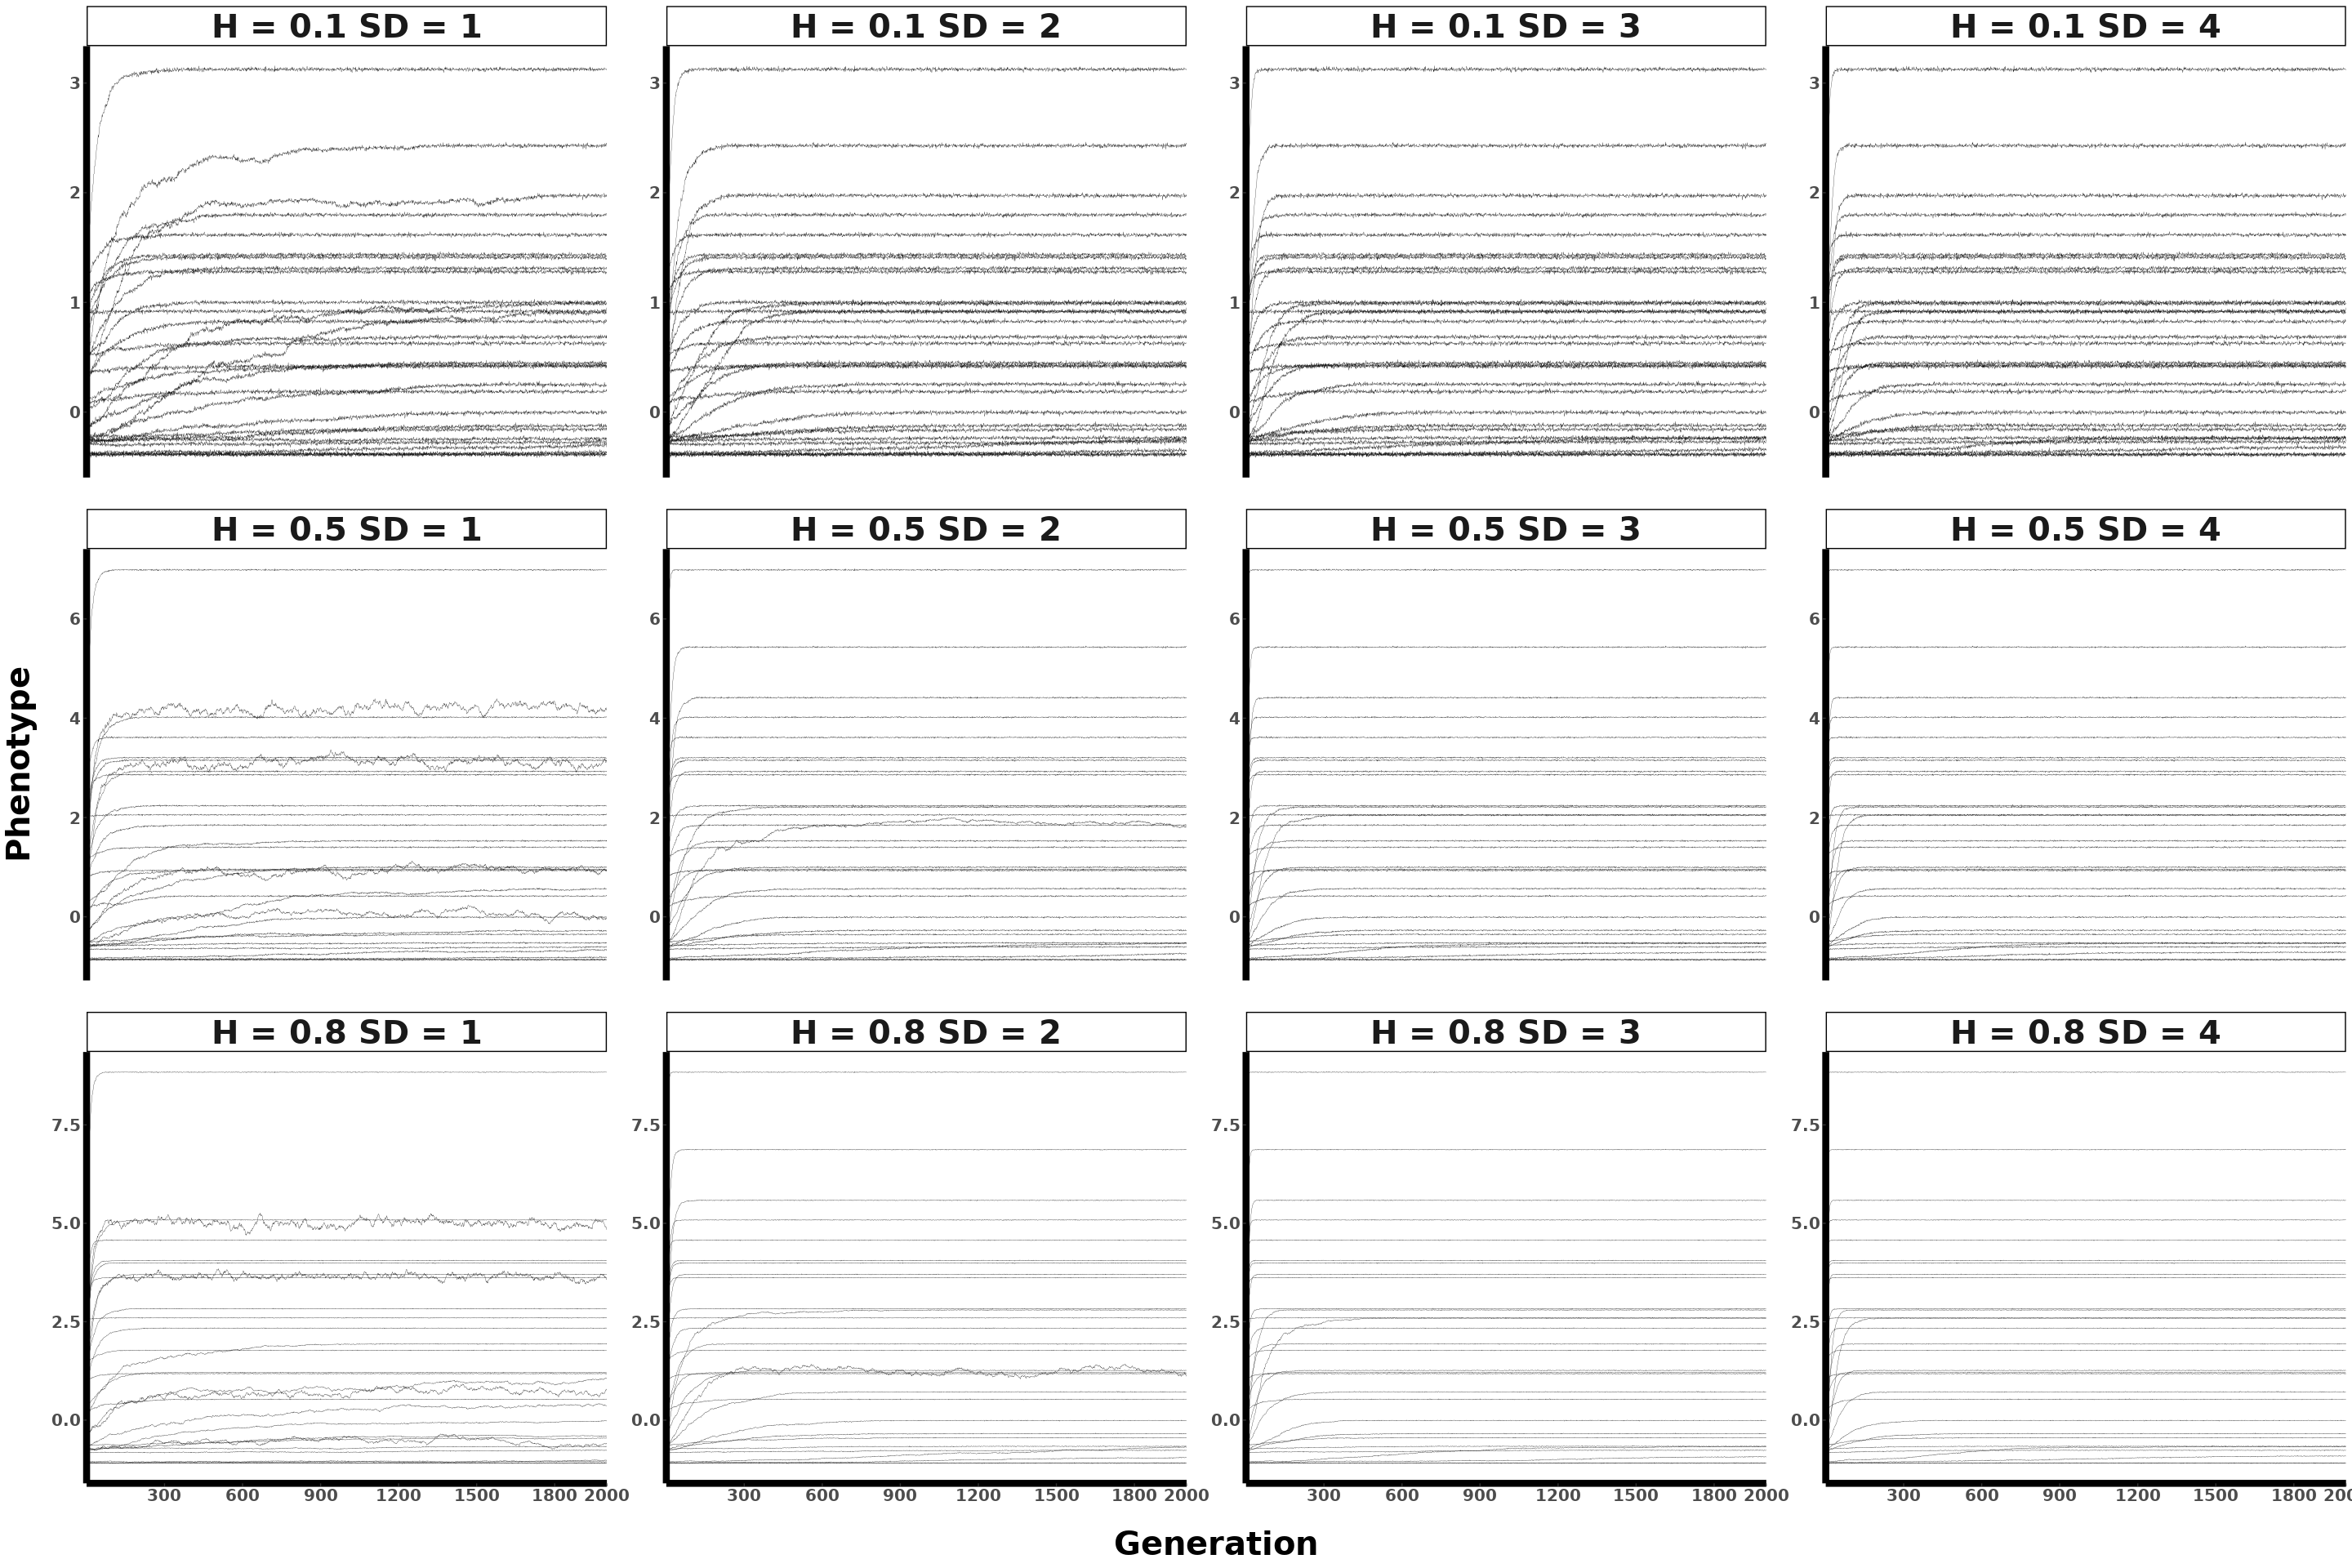 H = 0.1 SD = 1
H = 0.1 SD = 2
H = 0.1 SD = 3
H = 0.1 SD = 4
3
2
1
0
3
2
1
0
3
2
1
0
3
2
1
0
H = 0.5 SD = 1
H = 0.5 SD = 2
H = 0.5 SD = 3
H = 0.5 SD = 4
6
4
2
0
6
4
2
0
6
4
2
0
6
4
2
0
Phenotype
H = 0.8 SD = 1
H = 0.8 SD = 2
H = 0.8 SD = 3
H = 0.8 SD = 4
7.5
5.0
2.5
0.0
7.5
5.0
2.5
0.0
7.5
5.0
2.5
0.0
7.5
5.0
2.5
0.0
300 600 900 1200 1500 1800 2000
300 600 900 1200 1500 1800 2000
300 600 900 1200 1500 1800 2000
300 600 900 1200 1500 1800 200
Generation